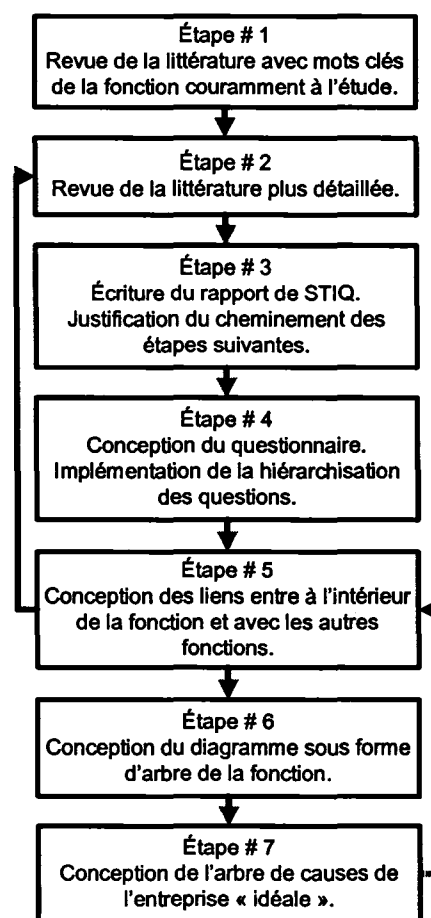 Étape # 1
Revue de la littérature avec mots clés
de la fonction couramment à l'étude.
Étape # 2
Revue de la littérature plus détaillée.
Étape # 3
Écriture du rapport de STIQ.
Justification du cheminement des
étapes suivantes.
Étape # 4
Conception du questionnaire.
Implémentation de la hiérarchisation
des questions.
Étape # 5
Conception des liens entre à l'intérieur
de la fonction et avec les autres
fonctions.
Étape # 6
Conception du diagramme sous forme
d'arbre de la fonction.
Étape # 7
Conception de l'arbre de causes de
l'entreprise « idéale ».